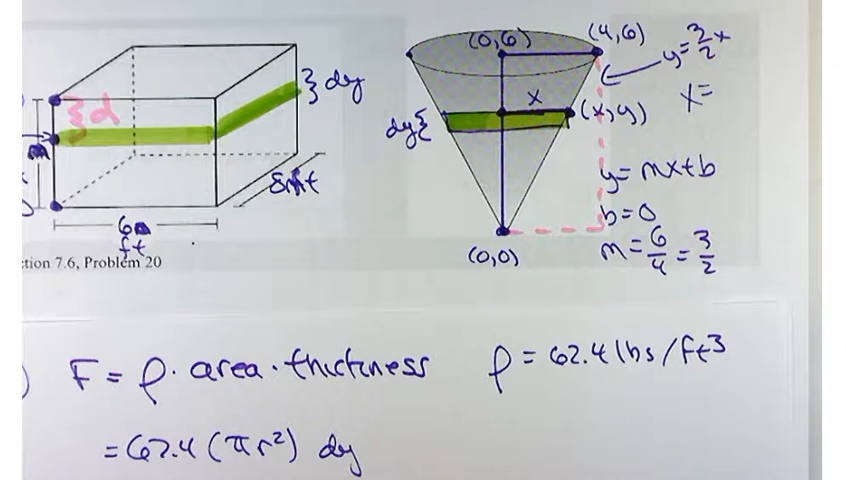 (0,6)
(4,6)
y = 3/2 x
x =
} dy
} d
x
(x, y)
dy {
y = mx + b
8 ft
b = 0
6
ft
m = 6/4 = 3/2
(0,0)
tion 7.6, Problem 20
) F = ρ · area · thickness
ρ = 62.4 lbs/ft³
= 62.4 (πr²) dy